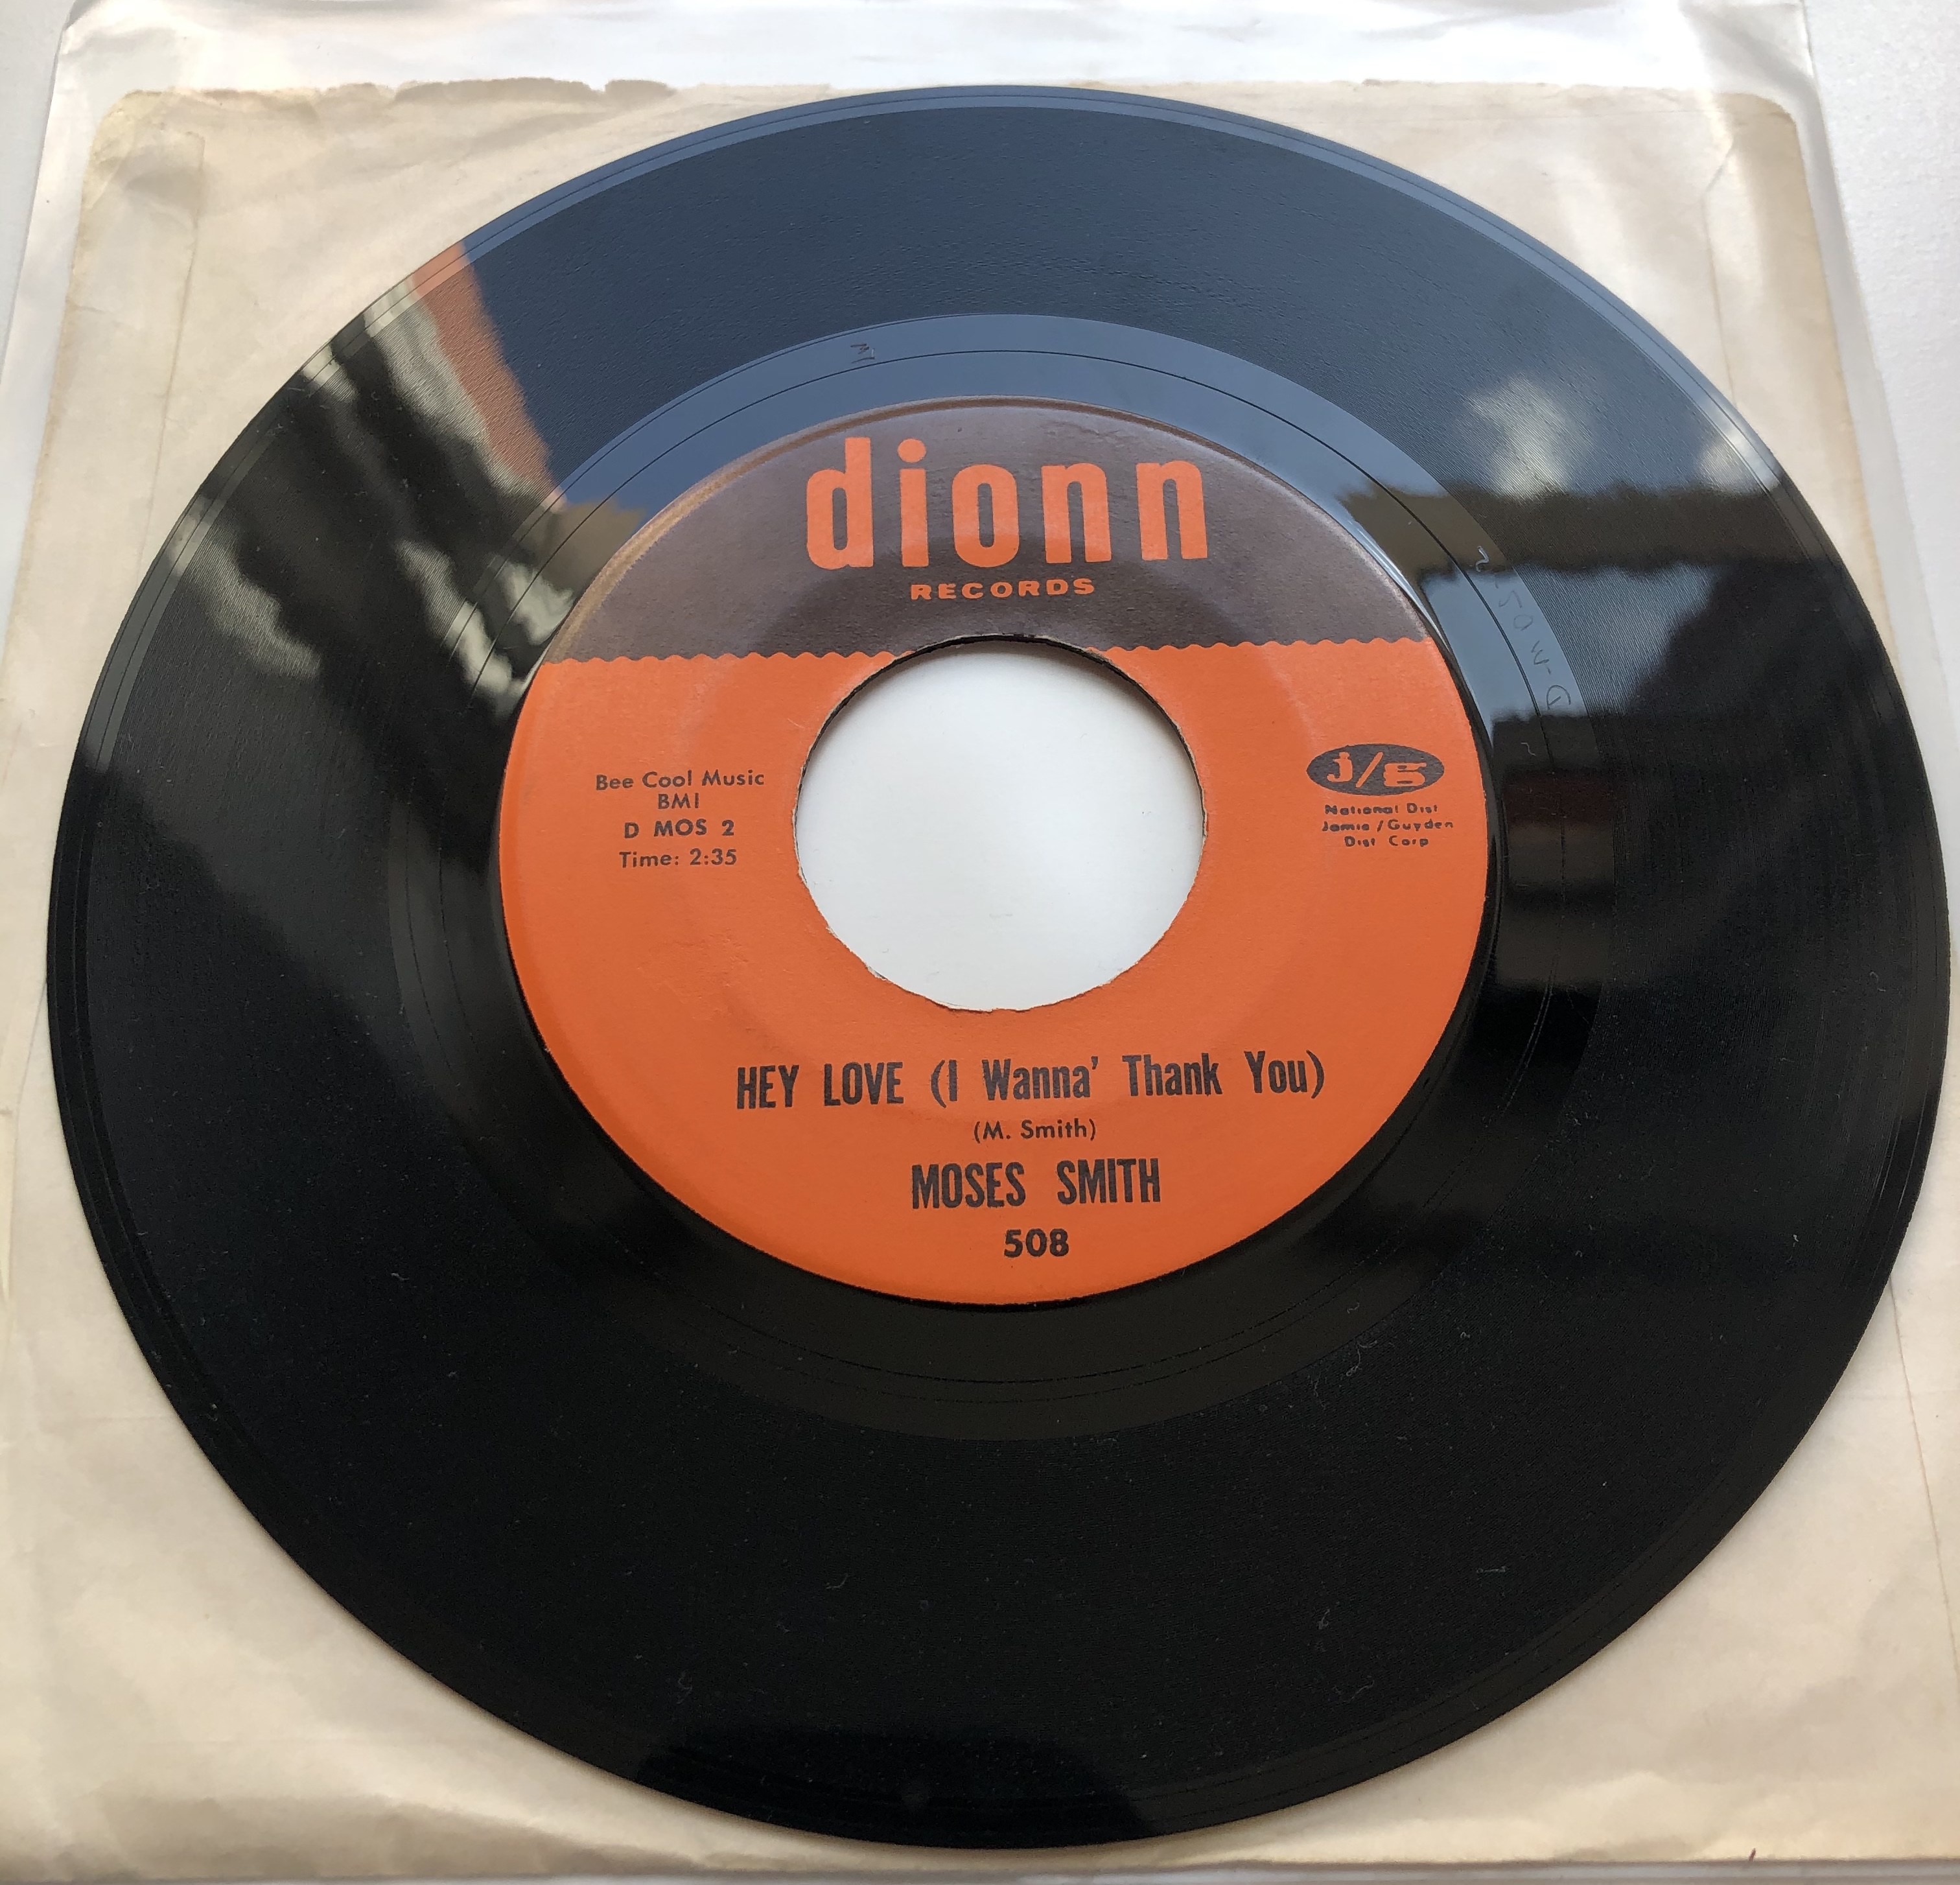 dionn
RECORDS
Bee Cool Music
BMI
D MOS 2
Time: 2:35
j/g
National Dist
Jamie / Guyden
Dist Corp
HEY LOVE (I Wanna' Thank You)
(M. Smith)
MOSES SMITH
508